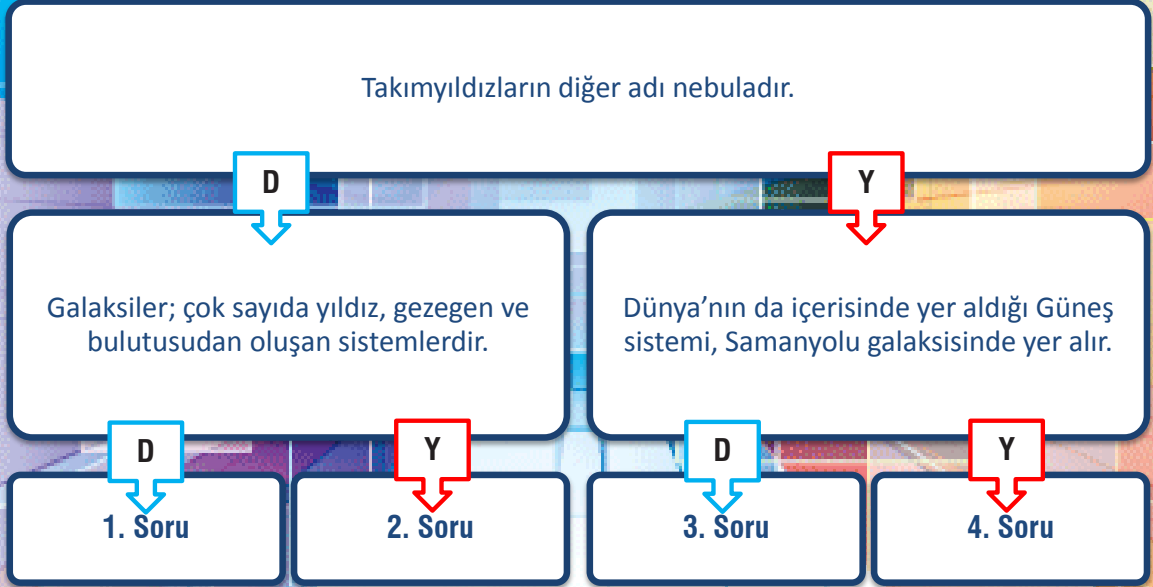 Takımyıldızların diğer adı nebuladır.
D
Y
Galaksiler; çok sayıda yıldız, gezegen ve
bulutusudan oluşan sistemlerdir.
Dünya’nın da içerisinde yer aldığı Güneş
sistemi, Samanyolu galaksisinde yer alır.
D
Y
D
Y
1. Soru
2. Soru
3. Soru
4. Soru